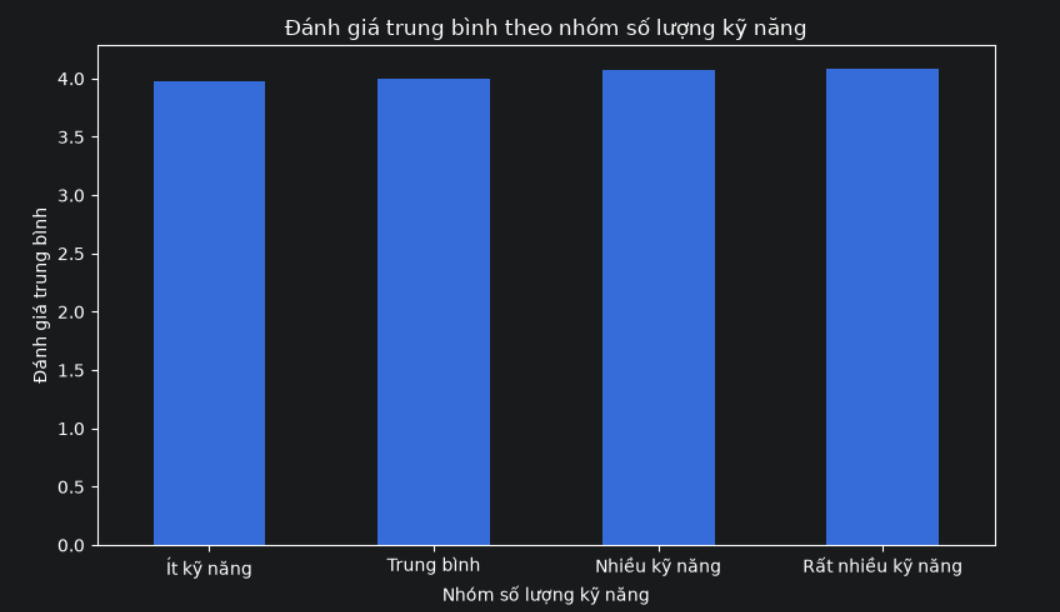 Đánh giá trung bình theo nhóm số lượng kỹ năng
Đánh giá trung bình
4.0
3.5
3.0
2.5
2.0
1.5
1.0
0.5
0.0
Ít kỹ năng
Trung bình
Nhiều kỹ năng
Rất nhiều kỹ năng
Nhóm số lượng kỹ năng